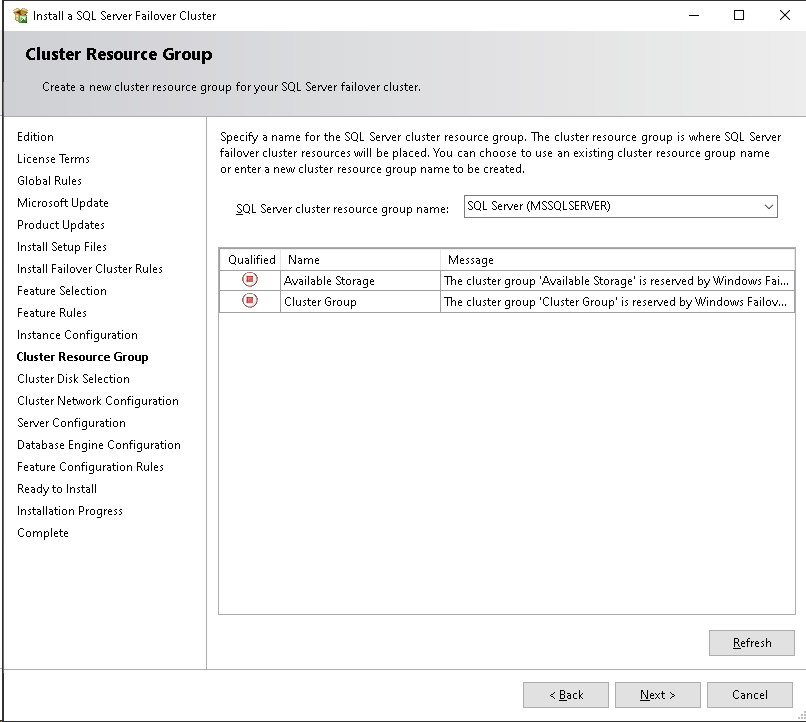 Install a SQL Server Failover Cluster
Cluster Resource Group
Create a new cluster resource group for your SQL Server failover cluster.
Edition
License Terms
Global Rules
Microsoft Update
Product Updates
Install Setup Files
Install Failover Cluster Rules
Feature Selection
Feature Rules
Instance Configuration
Cluster Resource Group
Cluster Disk Selection
Cluster Network Configuration
Server Configuration
Database Engine Configuration
Feature Configuration Rules
Ready to Install
Installation Progress
Complete
Specify a name for the SQL Server cluster resource group. The cluster resource group is where SQL Server
failover cluster resources will be placed. You can choose to use an existing cluster resource group name
or enter a new cluster resource group name to be created.
SQL Server cluster resource group name: SQL Server (MSSQLSERVER)
Qualified Name Message
Available Storage The cluster group 'Available Storage' is reserved by Windows Fai...
Cluster Group The cluster group 'Cluster Group' is reserved by Windows Failov...
Refresh
< Back Next > Cancel